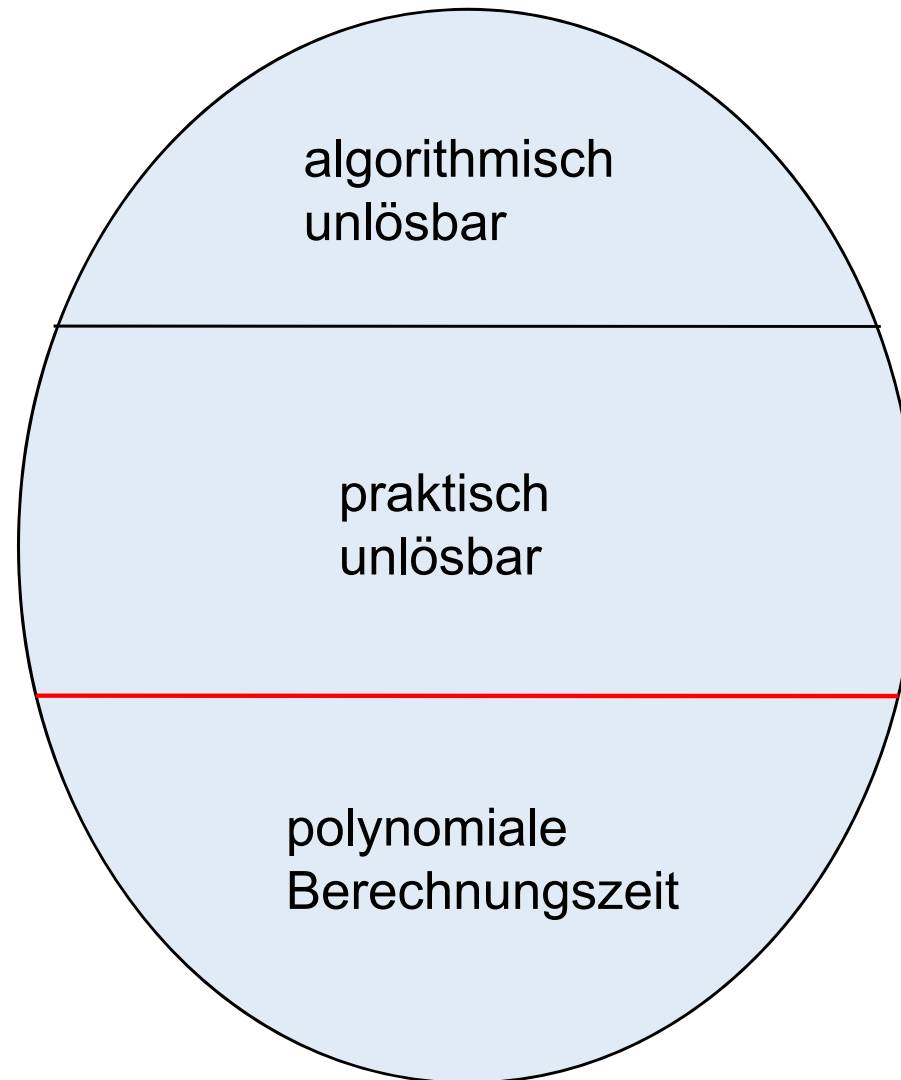 algorithmisch
unlösbar
praktisch
unlösbar
polynomiale
Berechnungszeit